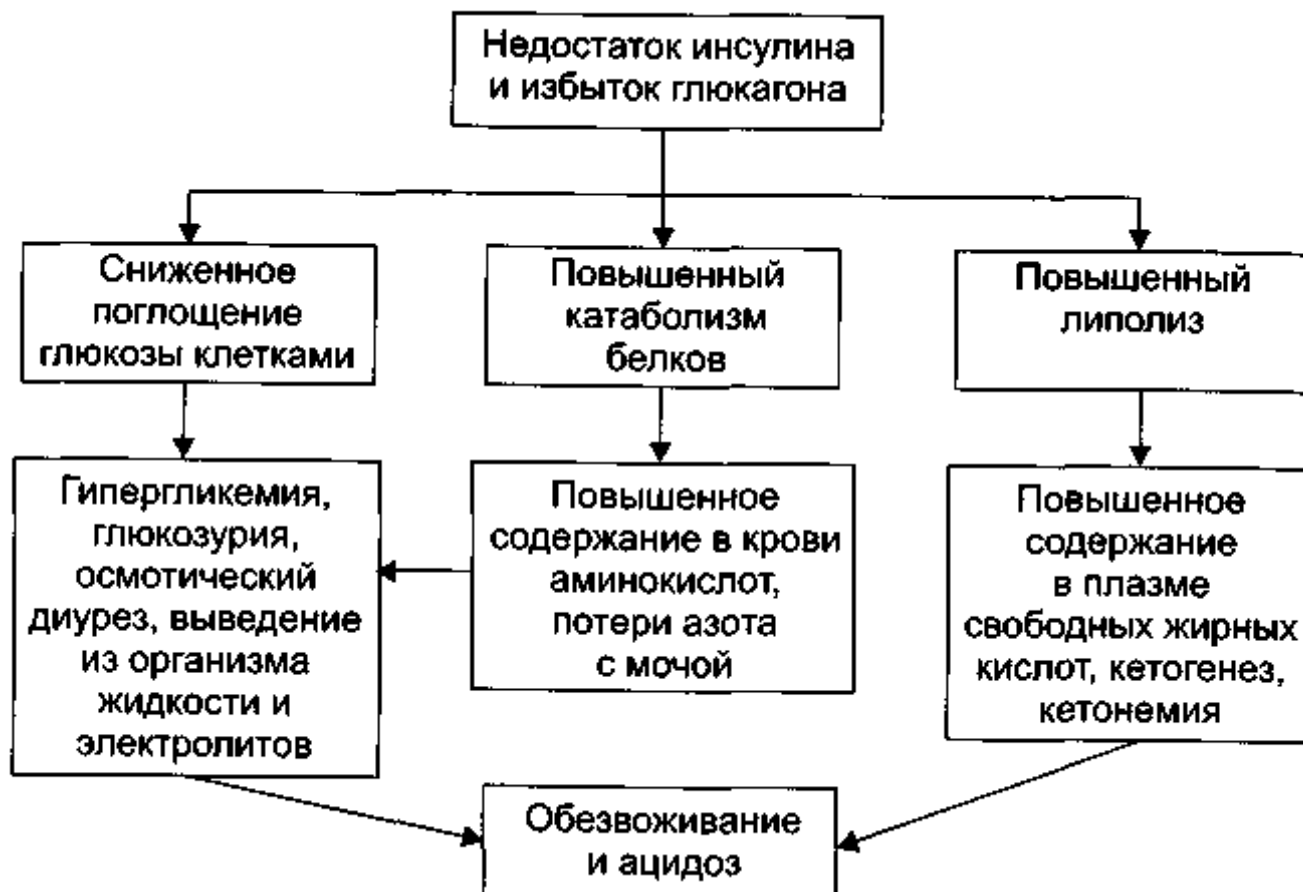 Недостаток инсулина
и избыток глюкагона
Сниженное
поглощение
глюкозы клетками
Повышенный
катаболизм
белков
Повышенный
липолиз
Гипергликемия,
глюкозурия,
осмотический
диурез, выведение
из организма
жидкости и
электролитов
Повышенное
содержание в крови
аминокислот,
потери азота
с мочой
Повышенное
содержание
в плазме
свободных жирных
кислот, кетогенез,
кетонемия
Обезвоживание
и ацидоз